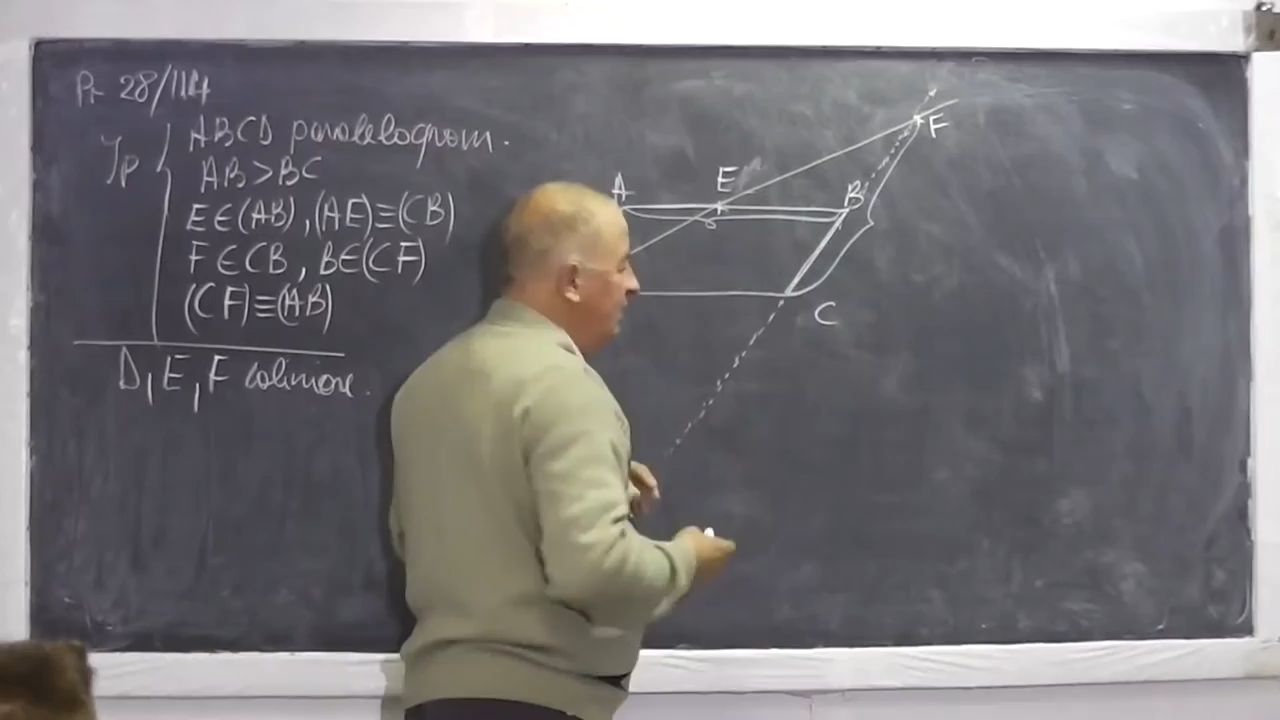 Pr 28/114
Ip { ABCD paralelogram.
AB>BC
E∈(AB), (AE)≡(CB)
F∈CB, B∈(CF)
(CF)≡(AB)
D, E, F coliniare.
A
E
B
F
C